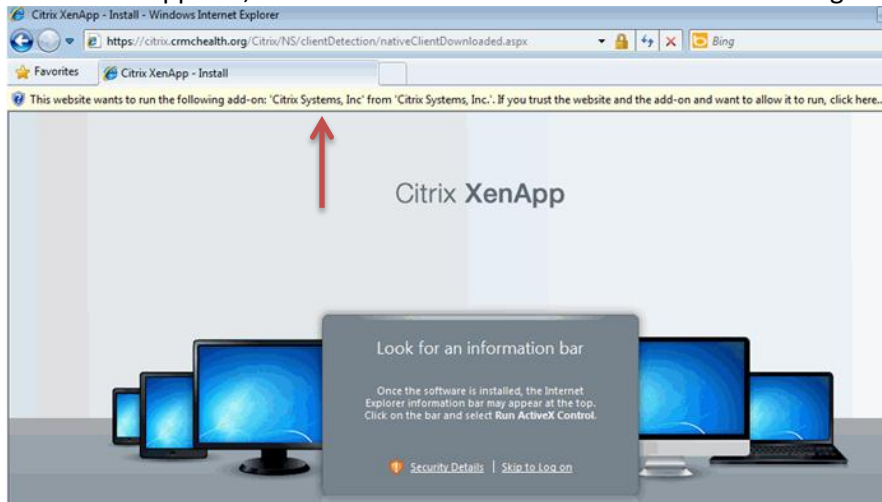 Citrix XenApp - Install - Windows Internet Explorer
https://citrix.crmchealth.org/Citrix/NS/clientDetection/nativeClientDownloaded.aspx
Bing
Favorites
Citrix XenApp - Install
This website wants to run the following add-on: 'Citrix Systems, Inc' from 'Citrix Systems, Inc.'. If you trust the website and the add-on and want to allow it to run, click here...
Citrix XenApp
Look for an information bar
Once the software is installed, the Internet
Explorer information bar may appear at the top.
Click on the bar and select Run ActiveX Control.
Security Details | Skip to Log on